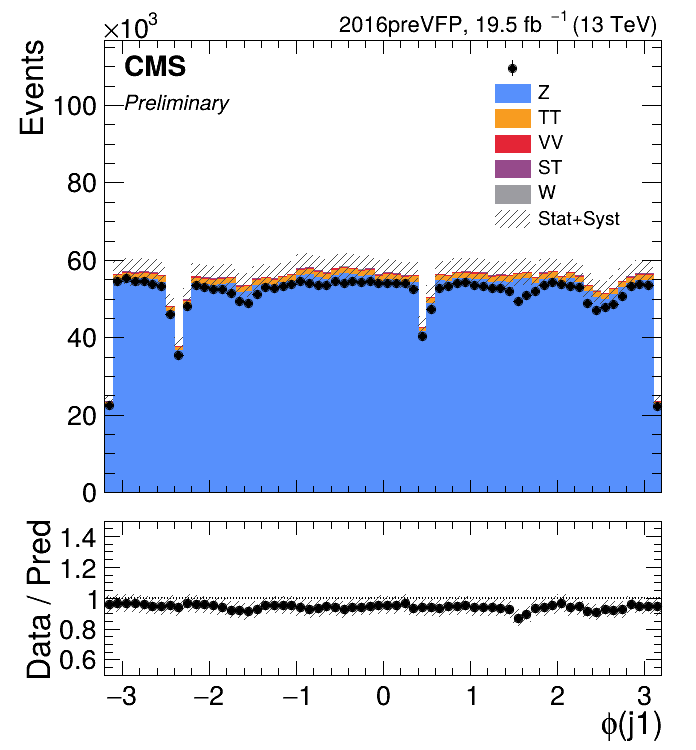 ×10³ 2016preVFP, 19.5 fb ⁻¹ (13 TeV)
CMS
Preliminary
Events
Z
TT
VV
ST
W
Stat+Syst
100
80
60
40
20
0
Data / Pred
1.4
1.2
1
0.8
0.6
−3 −2 −1 0 1 2 3
ϕ(j1)